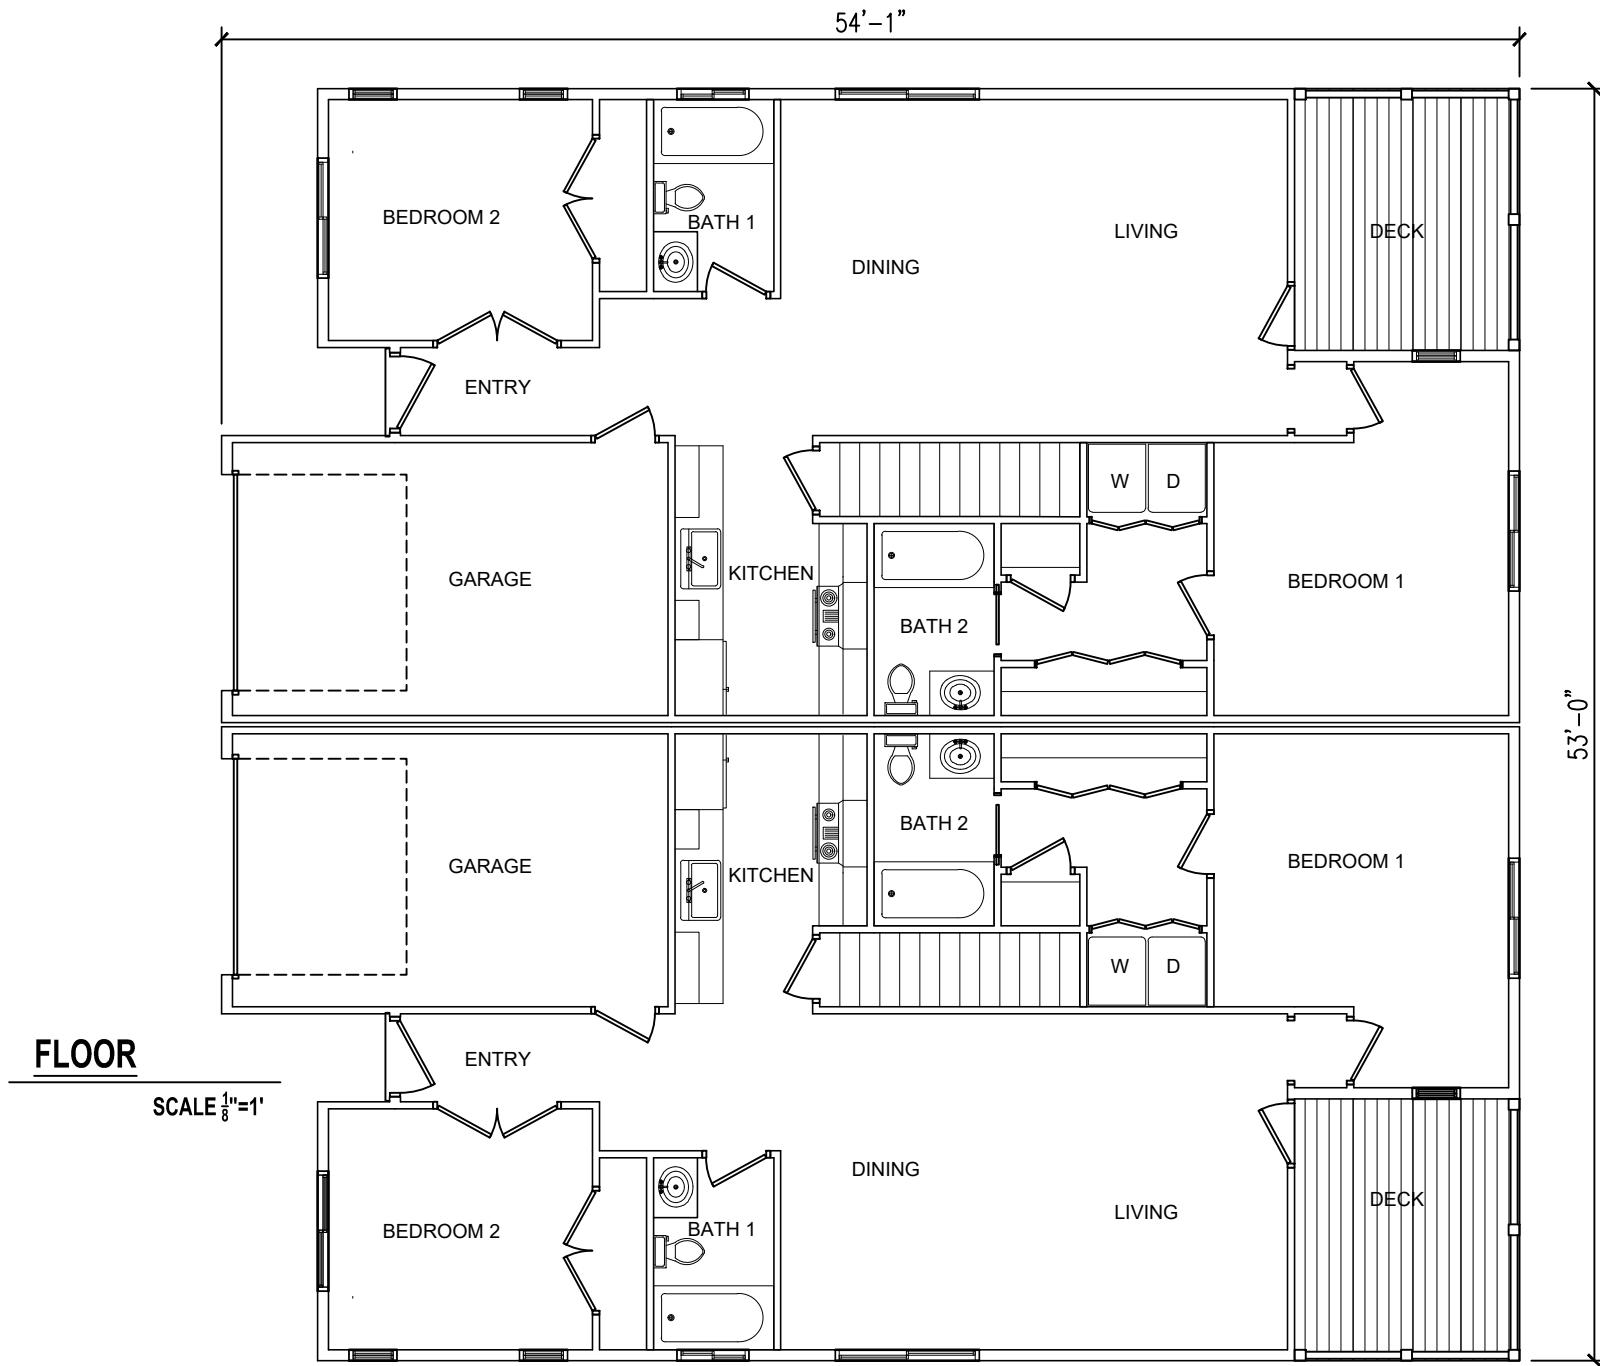 54'-1"
BEDROOM 2
BATH 1
DINING
LIVING
DECK
ENTRY
W D
GARAGE
KITCHEN
BATH 2
BEDROOM 1
53'-0"
GARAGE
KITCHEN
BATH 2
BEDROOM 1
W D
ENTRY
FLOOR
SCALE 1/8"=1'
BEDROOM 2
BATH 1
DINING
LIVING
DECK